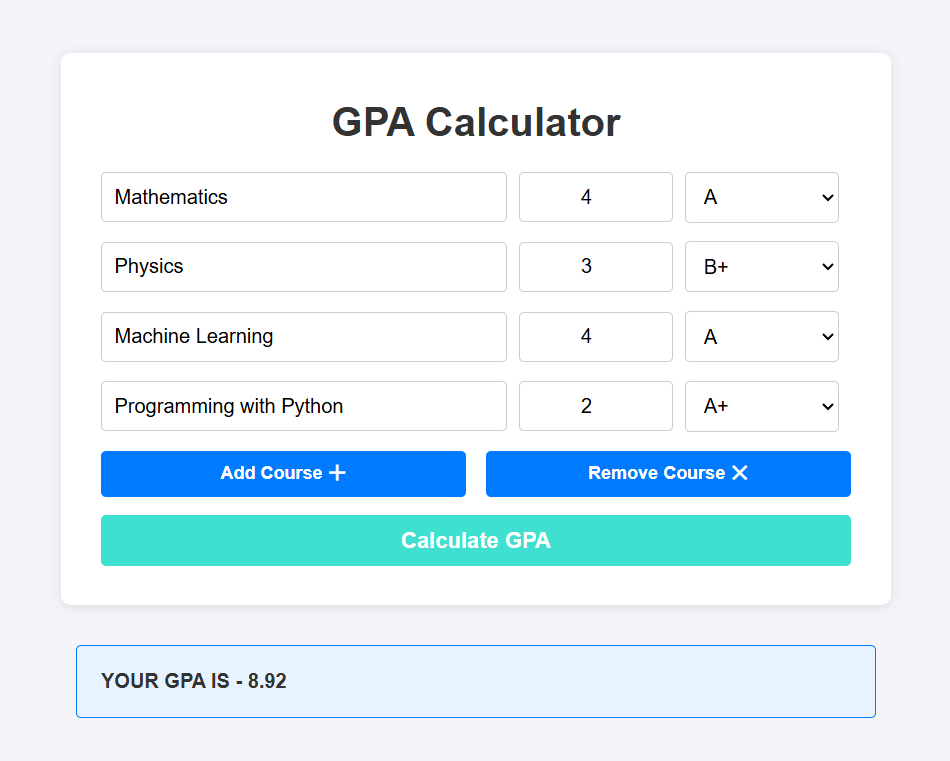 GPA Calculator
Mathematics 4 A
Physics 3 B+
Machine Learning 4 A
Programming with Python 2 A+
Add Course + Remove Course ✕
Calculate GPA
YOUR GPA IS - 8.92